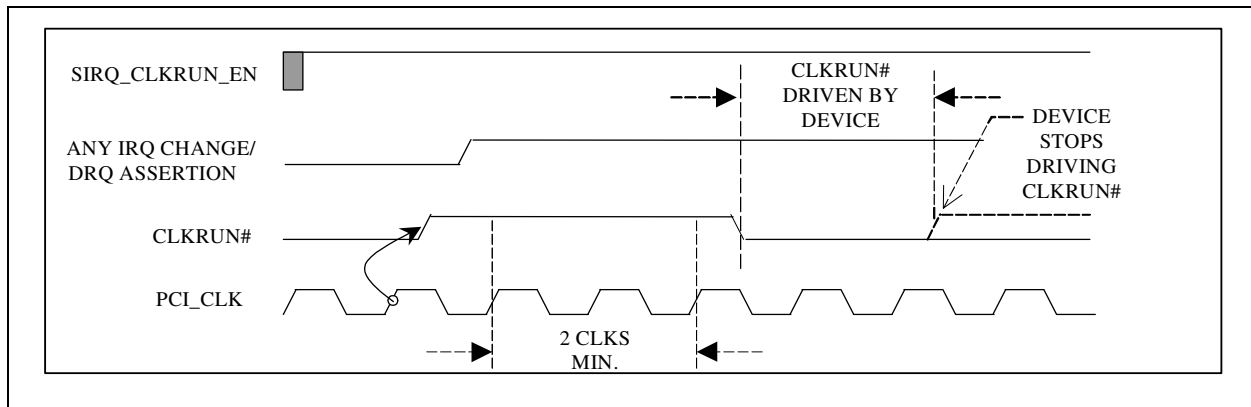 SIRQ_CLKRUN_EN
CLKRUN#
DRIVEN BY
DEVICE
DEVICE
STOPS
DRIVING
CLKRUN#
ANY IRQ CHANGE/
DRQ ASSERTION
CLKRUN#
PCI_CLK
2 CLKS
MIN.